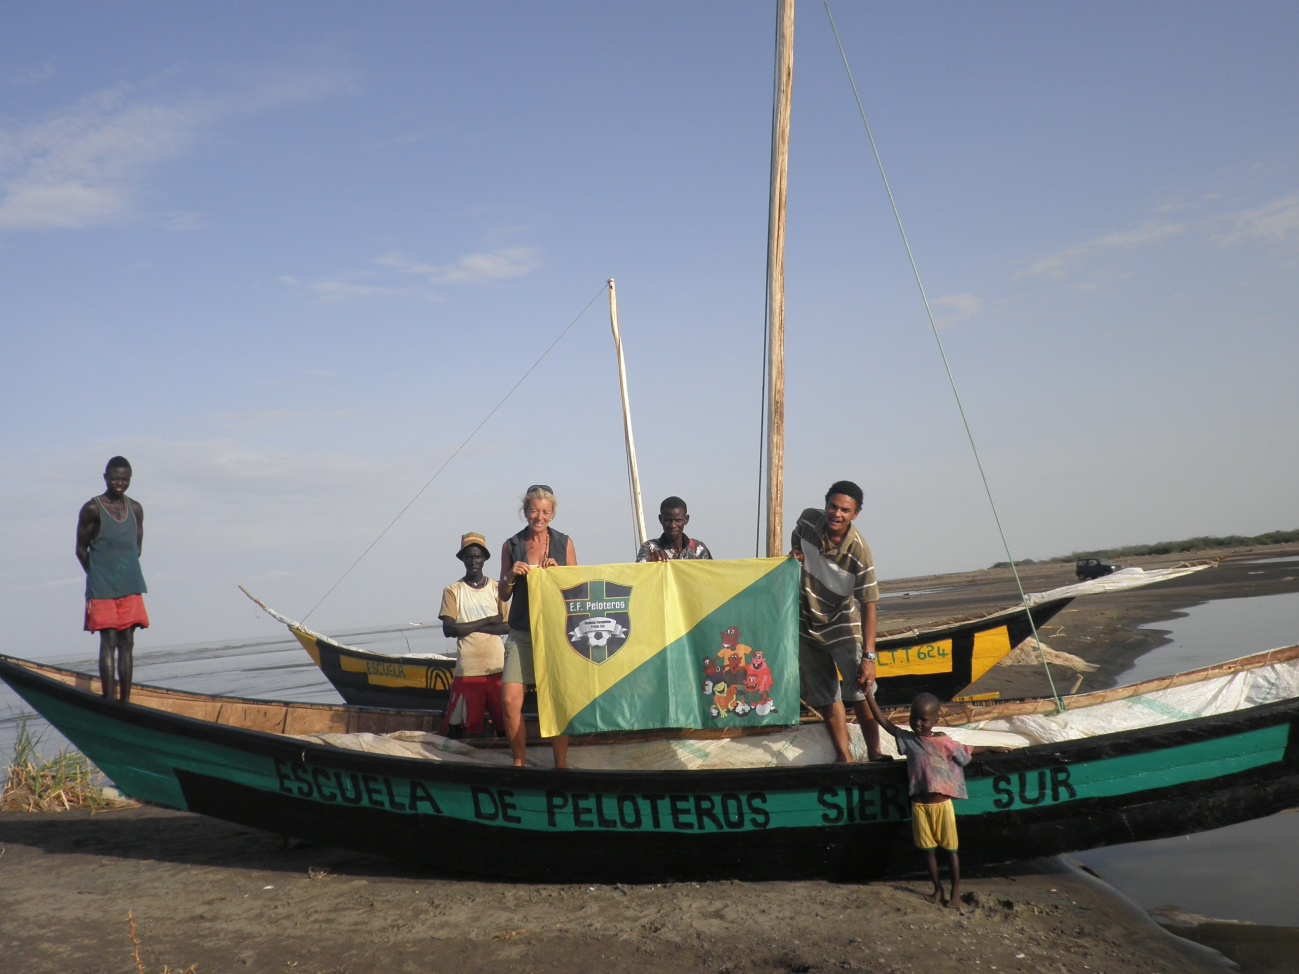 E.F. Peloteros
ESCUELA
L.T.T 624
ESCUELA DE PELOTEROS SIER SUR